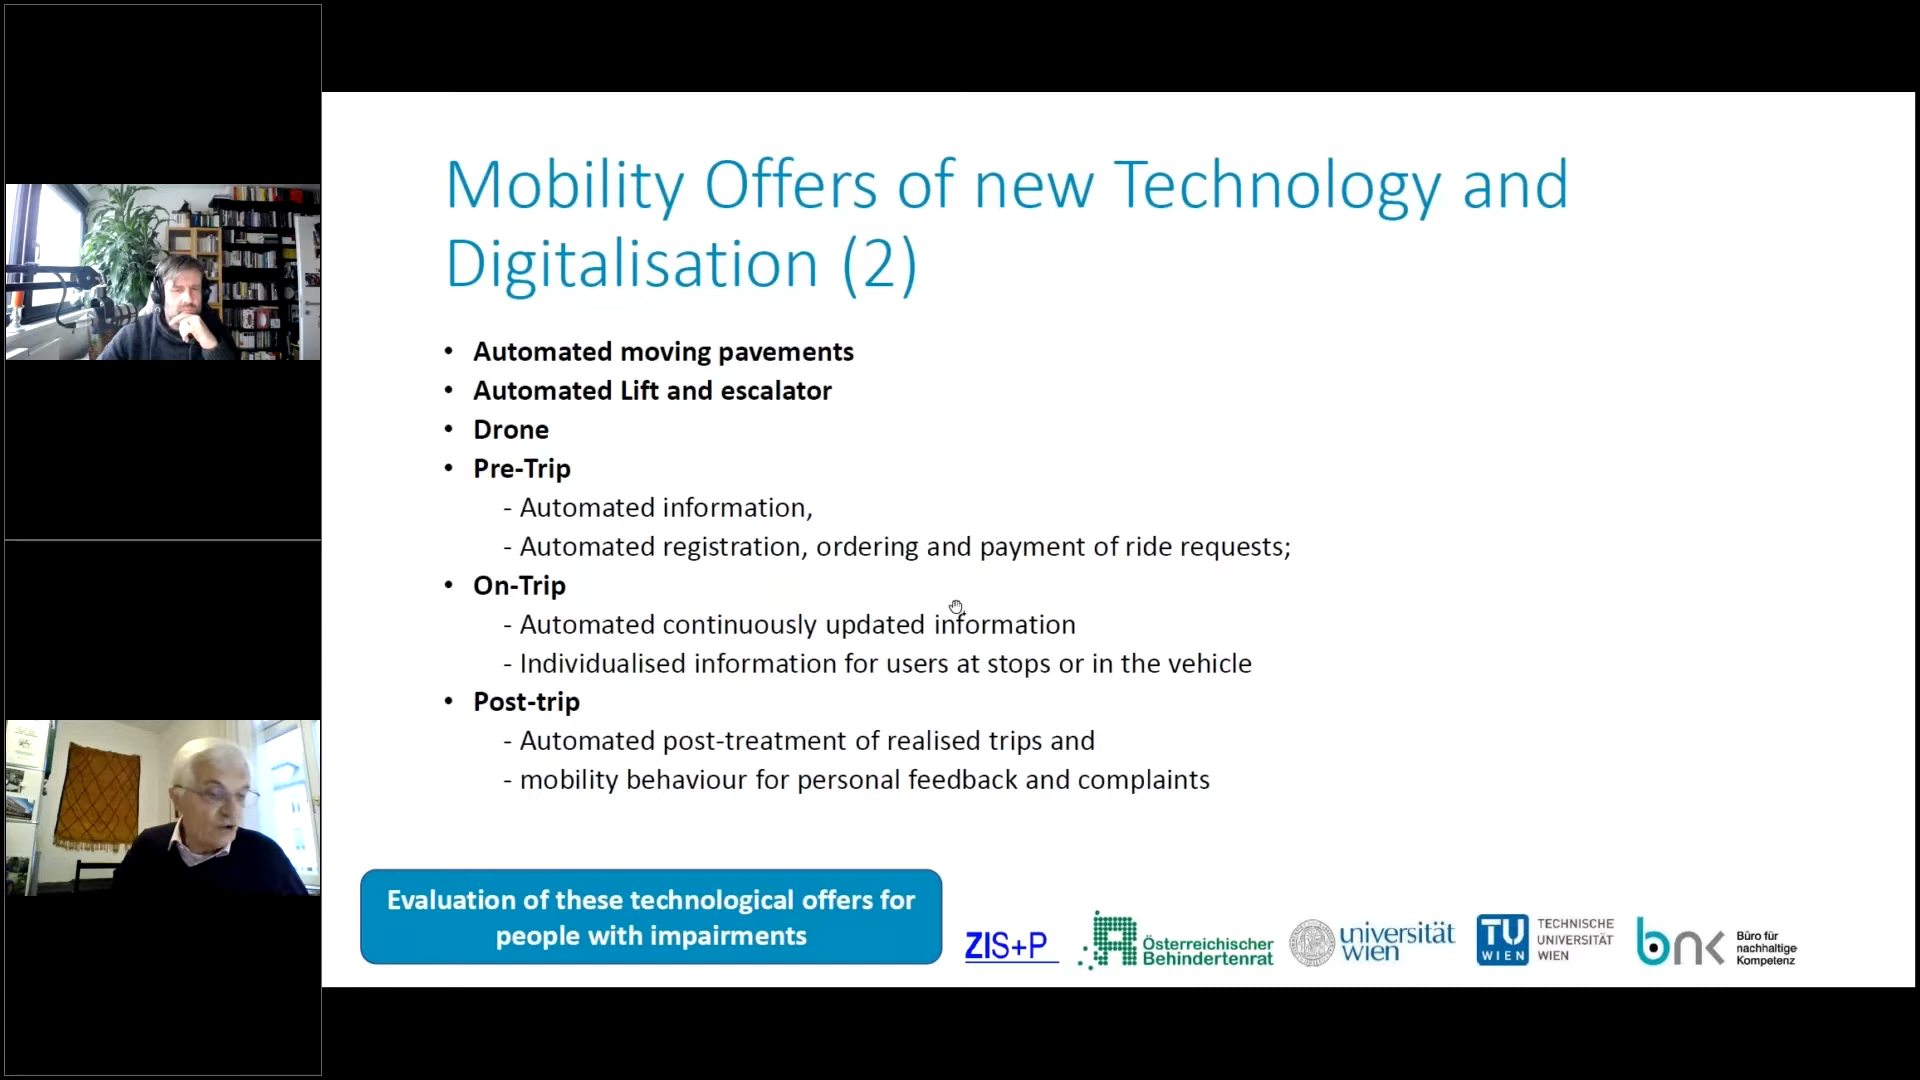 Mobility Offers of new Technology and
Digitalisation (2)
• Automated moving pavements
• Automated Lift and escalator
• Drone
• Pre-Trip
- Automated information,
- Automated registration, ordering and payment of ride requests;
• On-Trip
- Automated continuously updated information
- Individualised information for users at stops or in the vehicle
• Post-trip
- Automated post-treatment of realised trips and
- mobility behaviour for personal feedback and complaints
Evaluation of these technological offers for
people with impairments
ZIS+P
Österreichischer
Behindertenrat
universität
wien
TU
WIEN
TECHNISCHE
UNIVERSITÄT
WIEN
bnk
Büro für
nachhaltige
Kompetenz